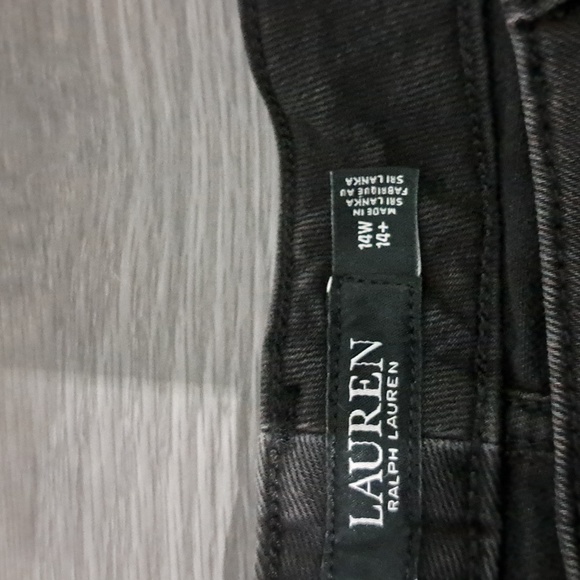 LAUREN
RALPH LAUREN
14W
14+
MADE IN
SRI LANKA
FABRIQUE AU
SRI LANKA